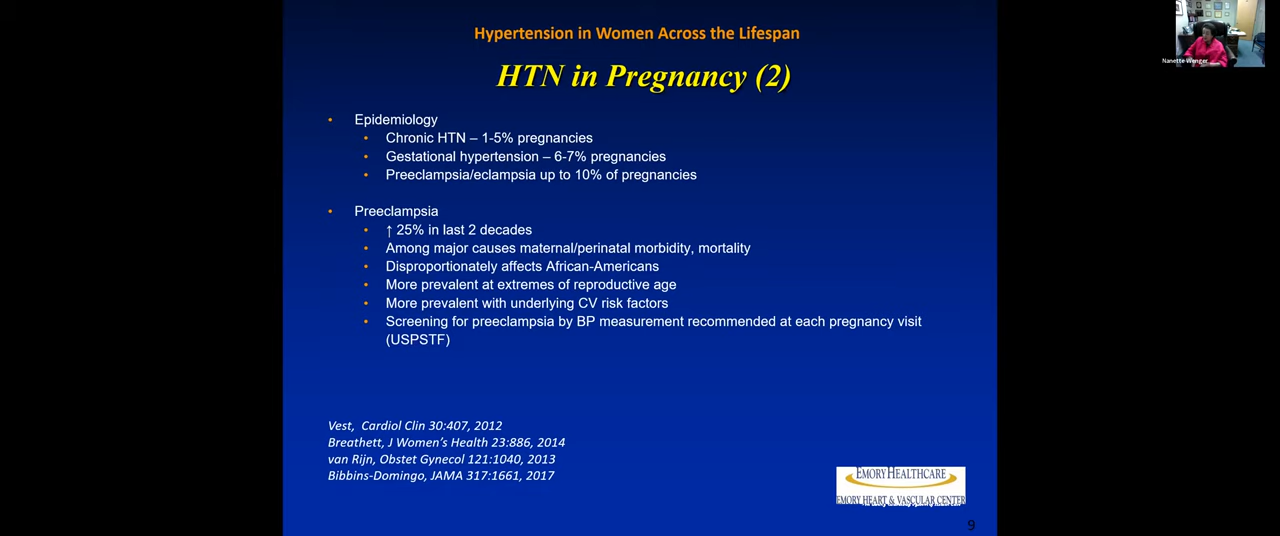 Hypertension in Women Across the Lifespan
Nanette Wenger
HTN in Pregnancy (2)
• Epidemiology
• Chronic HTN – 1-5% pregnancies
• Gestational hypertension – 6-7% pregnancies
• Preeclampsia/eclampsia up to 10% of pregnancies
• Preeclampsia
• ↑ 25% in last 2 decades
• Among major causes maternal/perinatal morbidity, mortality
• Disproportionately affects African-Americans
• More prevalent at extremes of reproductive age
• More prevalent with underlying CV risk factors
• Screening for preeclampsia by BP measurement recommended at each pregnancy visit
(USPSTF)
Vest, Cardiol Clin 30:407, 2012
Breathett, J Women's Health 23:886, 2014
van Rijn, Obstet Gynecol 121:1040, 2013
Bibbins-Domingo, JAMA 317:1661, 2017
EMORY HEALTHCARE
EMORY HEART & VASCULAR CENTER
9